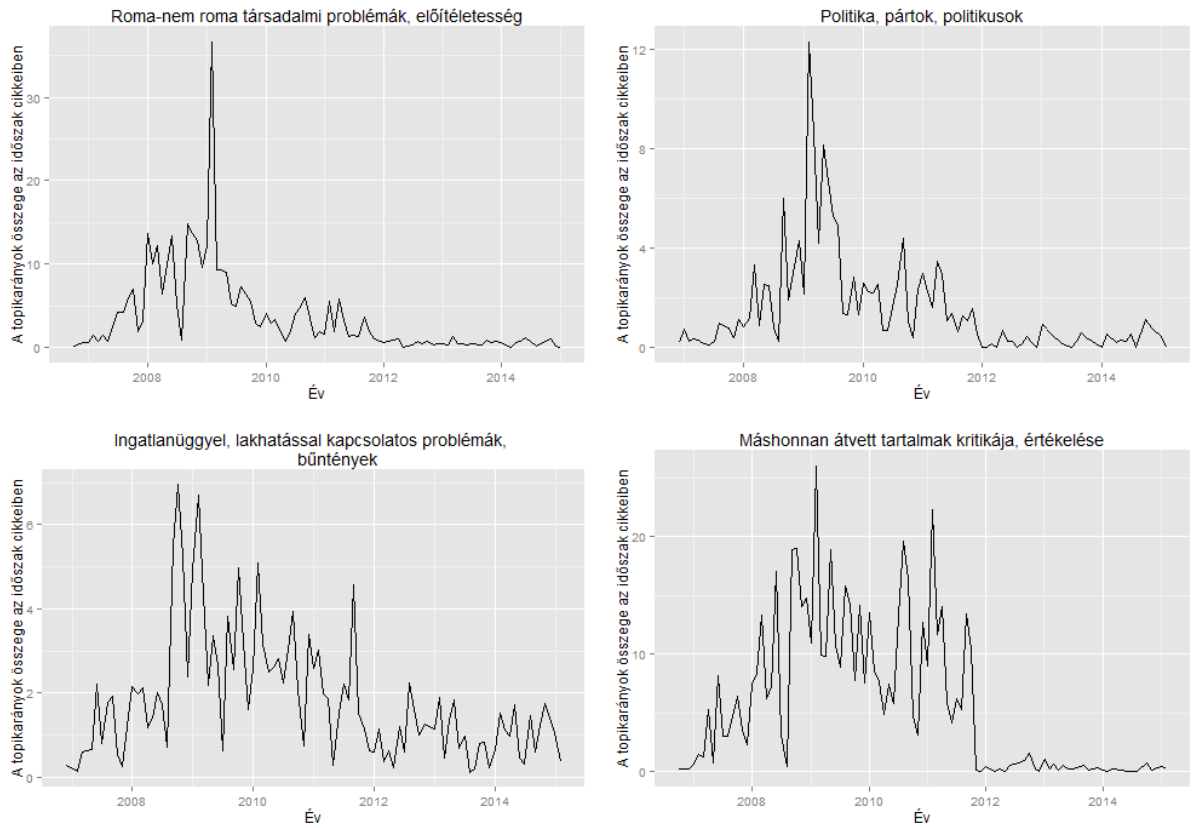 Roma-nem roma társadalmi problémák, előítéletesség
A topikarányok összege az időszak cikkeiben
30
20
10
0
2008
2010
2012
2014
Év
Politika, pártok, politikusok
A topikarányok összege az időszak cikkeiben
12
8
4
0
2008
2010
2012
2014
Év
Ingatlanüggyel, lakhatással kapcsolatos problémák,
bűntények
A topikarányok összege az időszak cikkeiben
6
4
2
0
2008
2010
2012
2014
Év
Máshonnan átvett tartalmak kritikája, értékelése
A topikarányok összege az időszak cikkeiben
20
10
0
2008
2010
2012
2014
Év